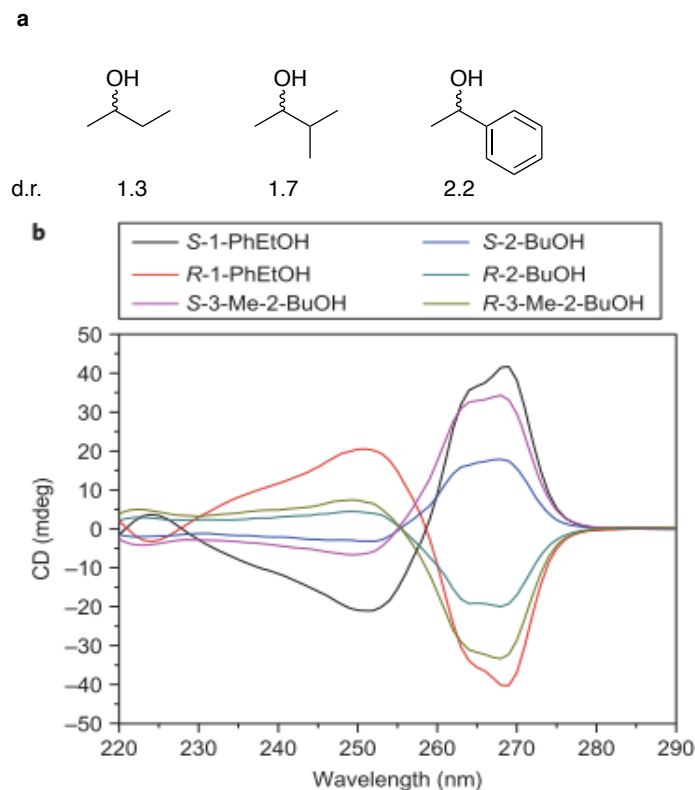 a
OH OH OH
d.r. 1.3 1.7 2.2
b
S-1-PhEtOH S-2-BuOH
R-1-PhEtOH R-2-BuOH
S-3-Me-2-BuOH R-3-Me-2-BuOH
50
40
30
20
10
0
–10
–20
–30
–40
–50
CD (mdeg)
220 230 240 250 260 270 280 290
Wavelength (nm)